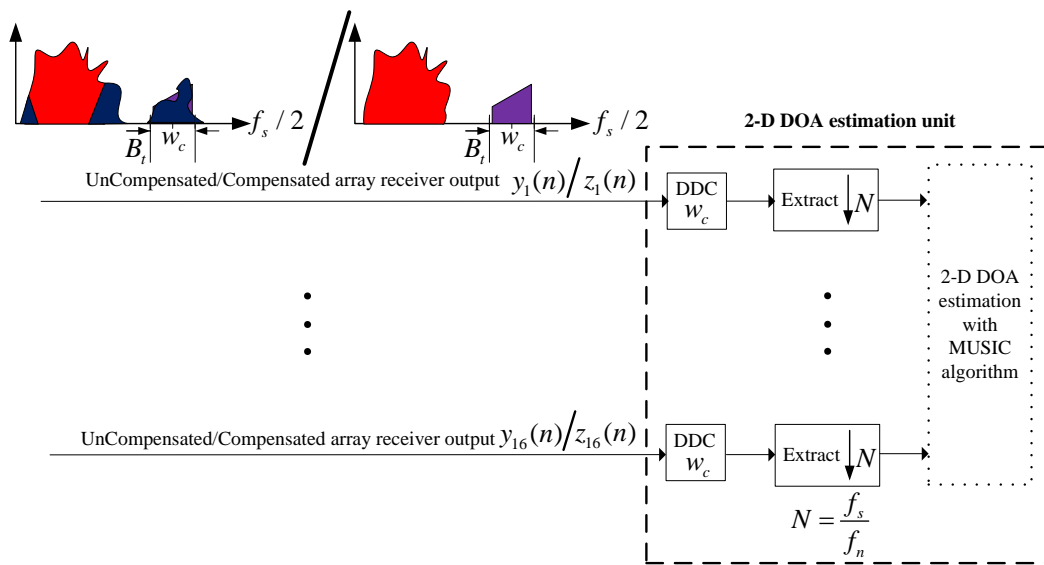 f_s / 2
B_t
w_c
f_s / 2
B_t
w_c
2-D DOA estimation unit
UnCompensated/Compensated array receiver output y_1(n)/z_1(n)
DDC
w_c
Extract ↓N
2-D DOA
estimation
with
MUSIC
algorithm
UnCompensated/Compensated array receiver output y_16(n)/z_16(n)
DDC
w_c
Extract ↓N
N = f_s / f_n